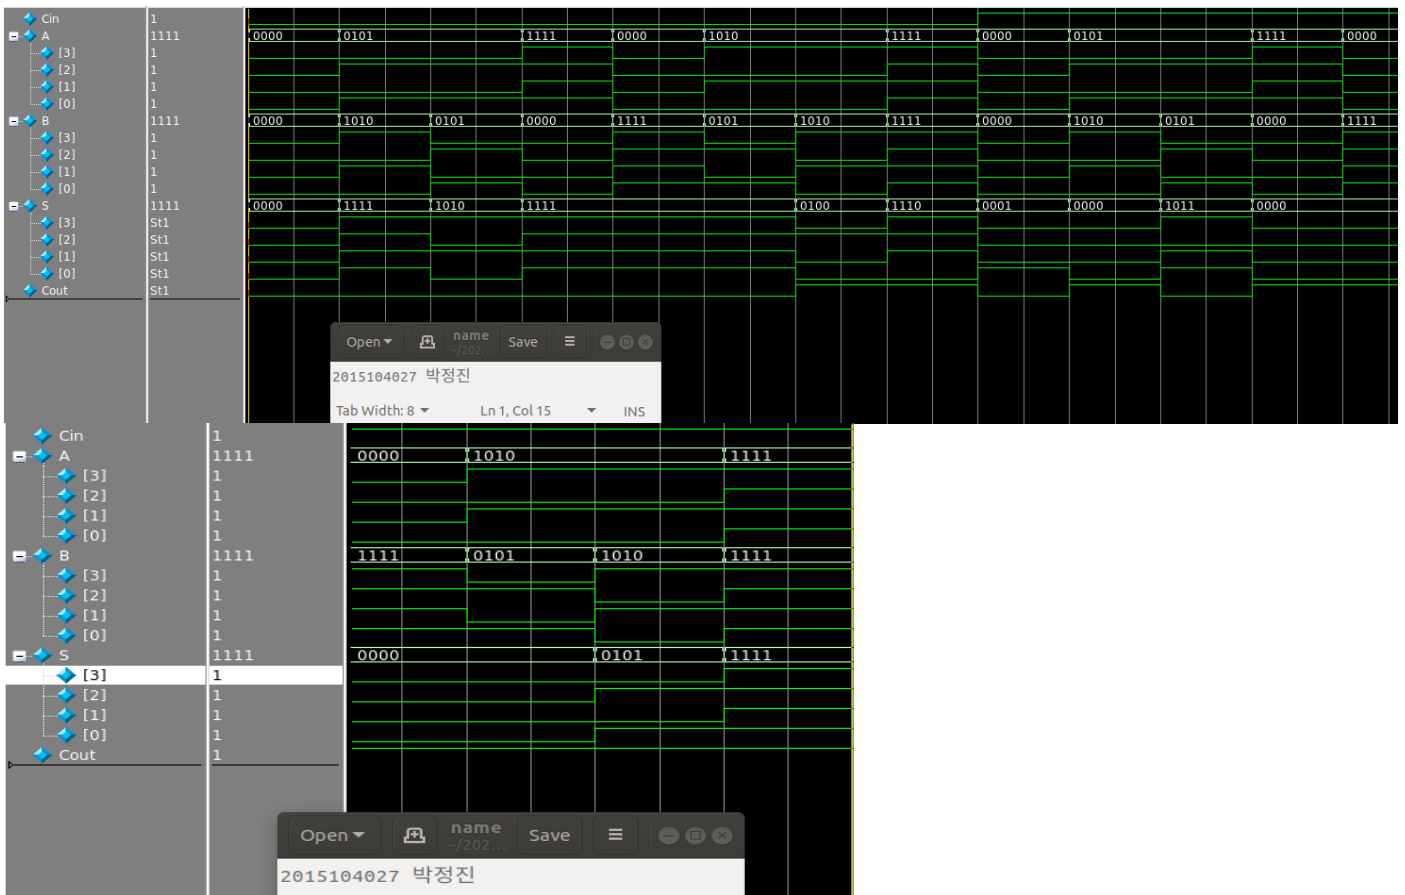 Cin 1
A 1111 0000 0101 1111 0000 1010 1111 0000 0101 1111 0000
[3] 1
[2] 1
[1] 1
[0] 1
B 1111 0000 1010 0101 0000 1111 0101 1010 1111 0000 1010 0101 0000 1111
[3] 1
[2] 1
[1] 1
[0] 1
S 1111 0000 1111 1010 1111 0100 1110 0001 0000 1011 0000
[3] St1
[2] St1
[1] St1
[0] St1
Cout St1
Open name Save
~/202...
2015104027 박정진
Tab Width: 8 Ln 1, Col 15 INS
Cin 1
A 1111 0000 1010 1111
[3] 1
[2] 1
[1] 1
[0] 1
B 1111 1111 0101 1010 1111
[3] 1
[2] 1
[1] 1
[0] 1
S 1111 0000 0101 1111
[3] 1
[2] 1
[1] 1
[0] 1
Cout 1
Open name Save
~/202...
2015104027 박정진